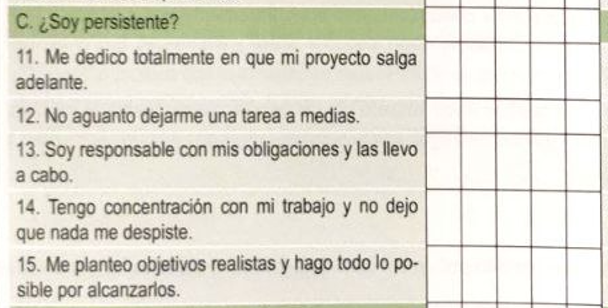 C. ¿Soy persistente?
11. Me dedico totalmente en que mi proyecto salga
adelante.
12. No aguanto dejarme una tarea a medias.
13. Soy responsable con mis obligaciones y las llevo
a cabo.
14. Tengo concentración con mi trabajo y no dejo
que nada me despiste.
15. Me planteo objetivos realistas y hago todo lo po-
sible por alcanzarlos.